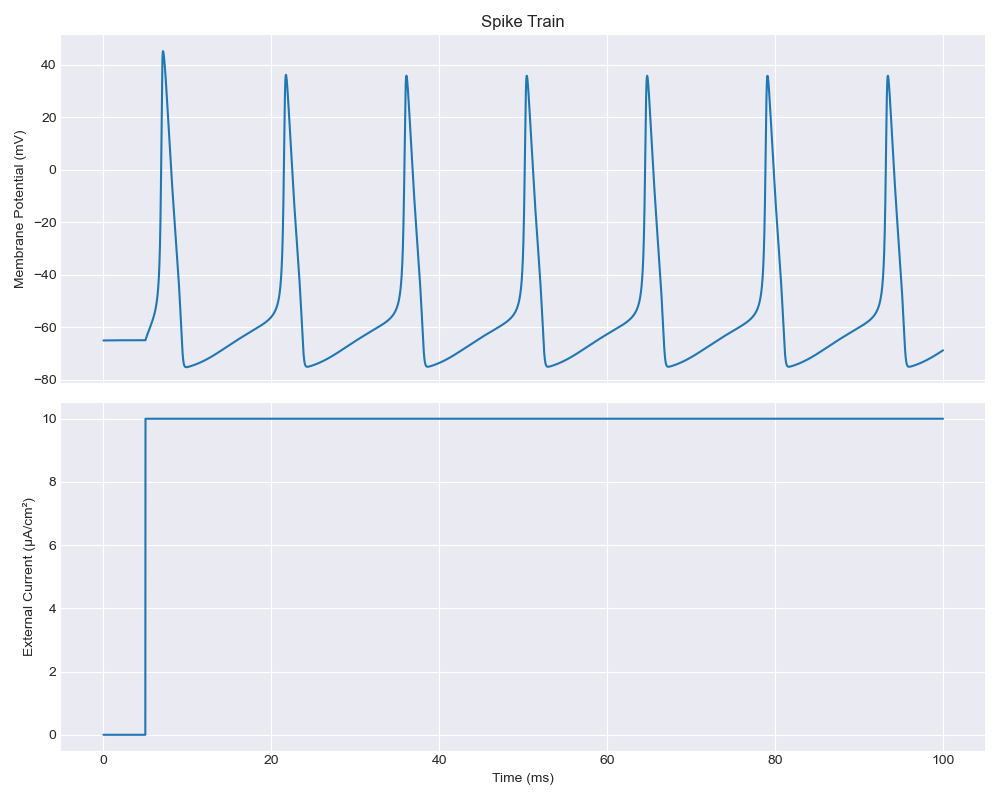 Spike Train
Membrane Potential (mV)
40
20
0
−20
−40
−60
−80
External Current (µA/cm²)
10
8
6
4
2
0
0 20 40 60 80 100
Time (ms)